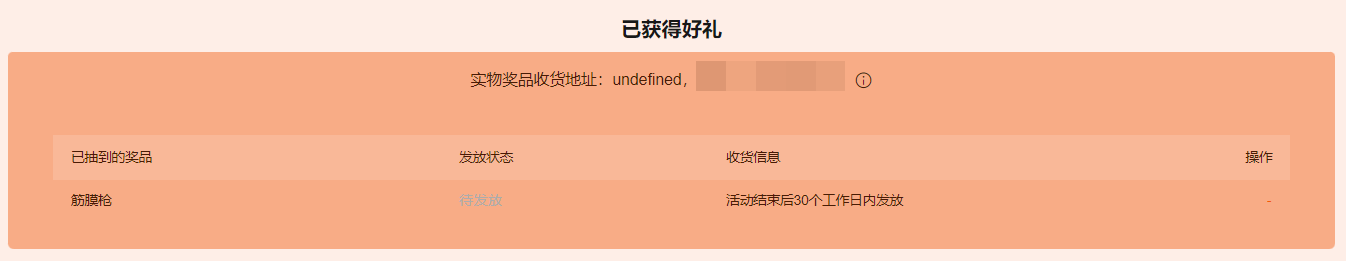 已获得好礼
实物奖品收货地址：undefined，
已抽到的奖品 发放状态 收货信息 操作
筋膜枪 待发放 活动结束后30个工作日内发放 -